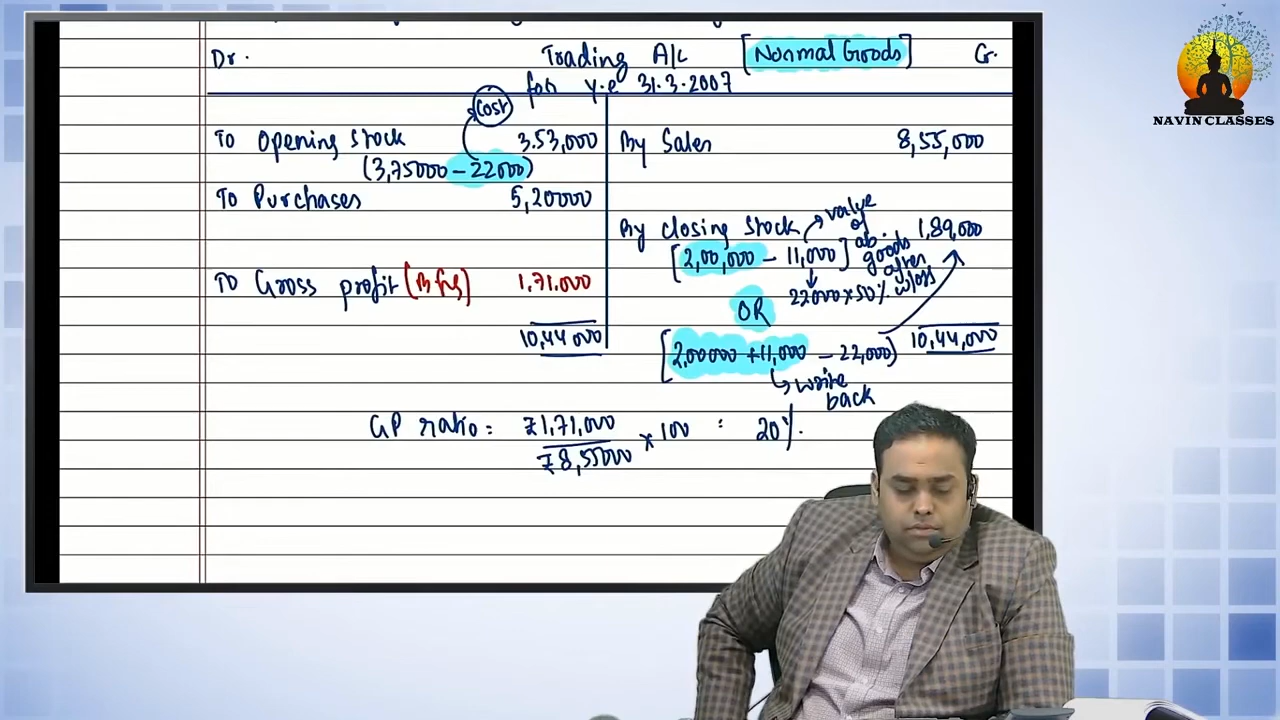 Dr. Trading A/c [Normal Goods] Cr.
for y.e 31.3.2007
Cost
To Opening Stock 3.53,000
(3,75000 - 22000)
To Purchases 5,20000
To Gross profit (Bfig) 1,71.000
10,44 000
By Sales 8,55,000
By closing Stock 1,89,000
[2,00,000 - 11,000]
value of ab. goods after w/loss
22000 x 50%
OR
[2,00000 + 11,000 - 22,000) 10,44,000
write back
GP ratio = ₹1,71,000 / ₹8,55000 x 100 : 20%.
NAVIN CLASSES